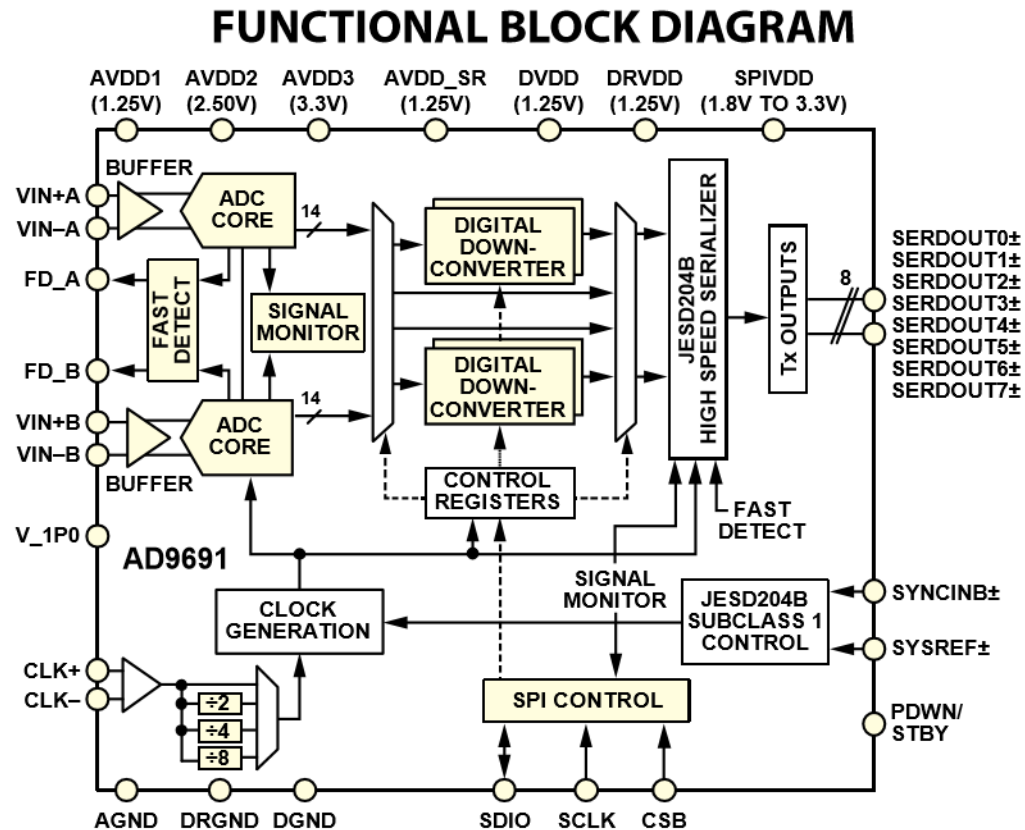 FUNCTIONAL BLOCK DIAGRAM
AVDD1 AVDD2 AVDD3 AVDD_SR DVDD DRVDD SPIVDD
(1.25V) (2.50V) (3.3V) (1.25V) (1.25V) (1.25V) (1.8V TO 3.3V)
BUFFER
VIN+A
VIN–A
ADC
CORE
14
FD_A
FAST
DETECT
SIGNAL
MONITOR
FD_B
VIN+B
VIN–B
ADC
CORE
14
BUFFER
DIGITAL
DOWN-
CONVERTER
DIGITAL
DOWN-
CONVERTER
CONTROL
REGISTERS
JESD204B
HIGH SPEED SERIALIZER
Tx OUTPUTS
8
SERDOUT0±
SERDOUT1±
SERDOUT2±
SERDOUT3±
SERDOUT4±
SERDOUT5±
SERDOUT6±
SERDOUT7±
FAST
DETECT
V_1P0
AD9691
SIGNAL
MONITOR
CLOCK
GENERATION
JESD204B
SUBCLASS 1
CONTROL
SYNCINB±
SYSREF±
CLK+
CLK–
÷2
÷4
÷8
SPI CONTROL
PDWN/
STBY
AGND DRGND DGND SDIO SCLK CSB